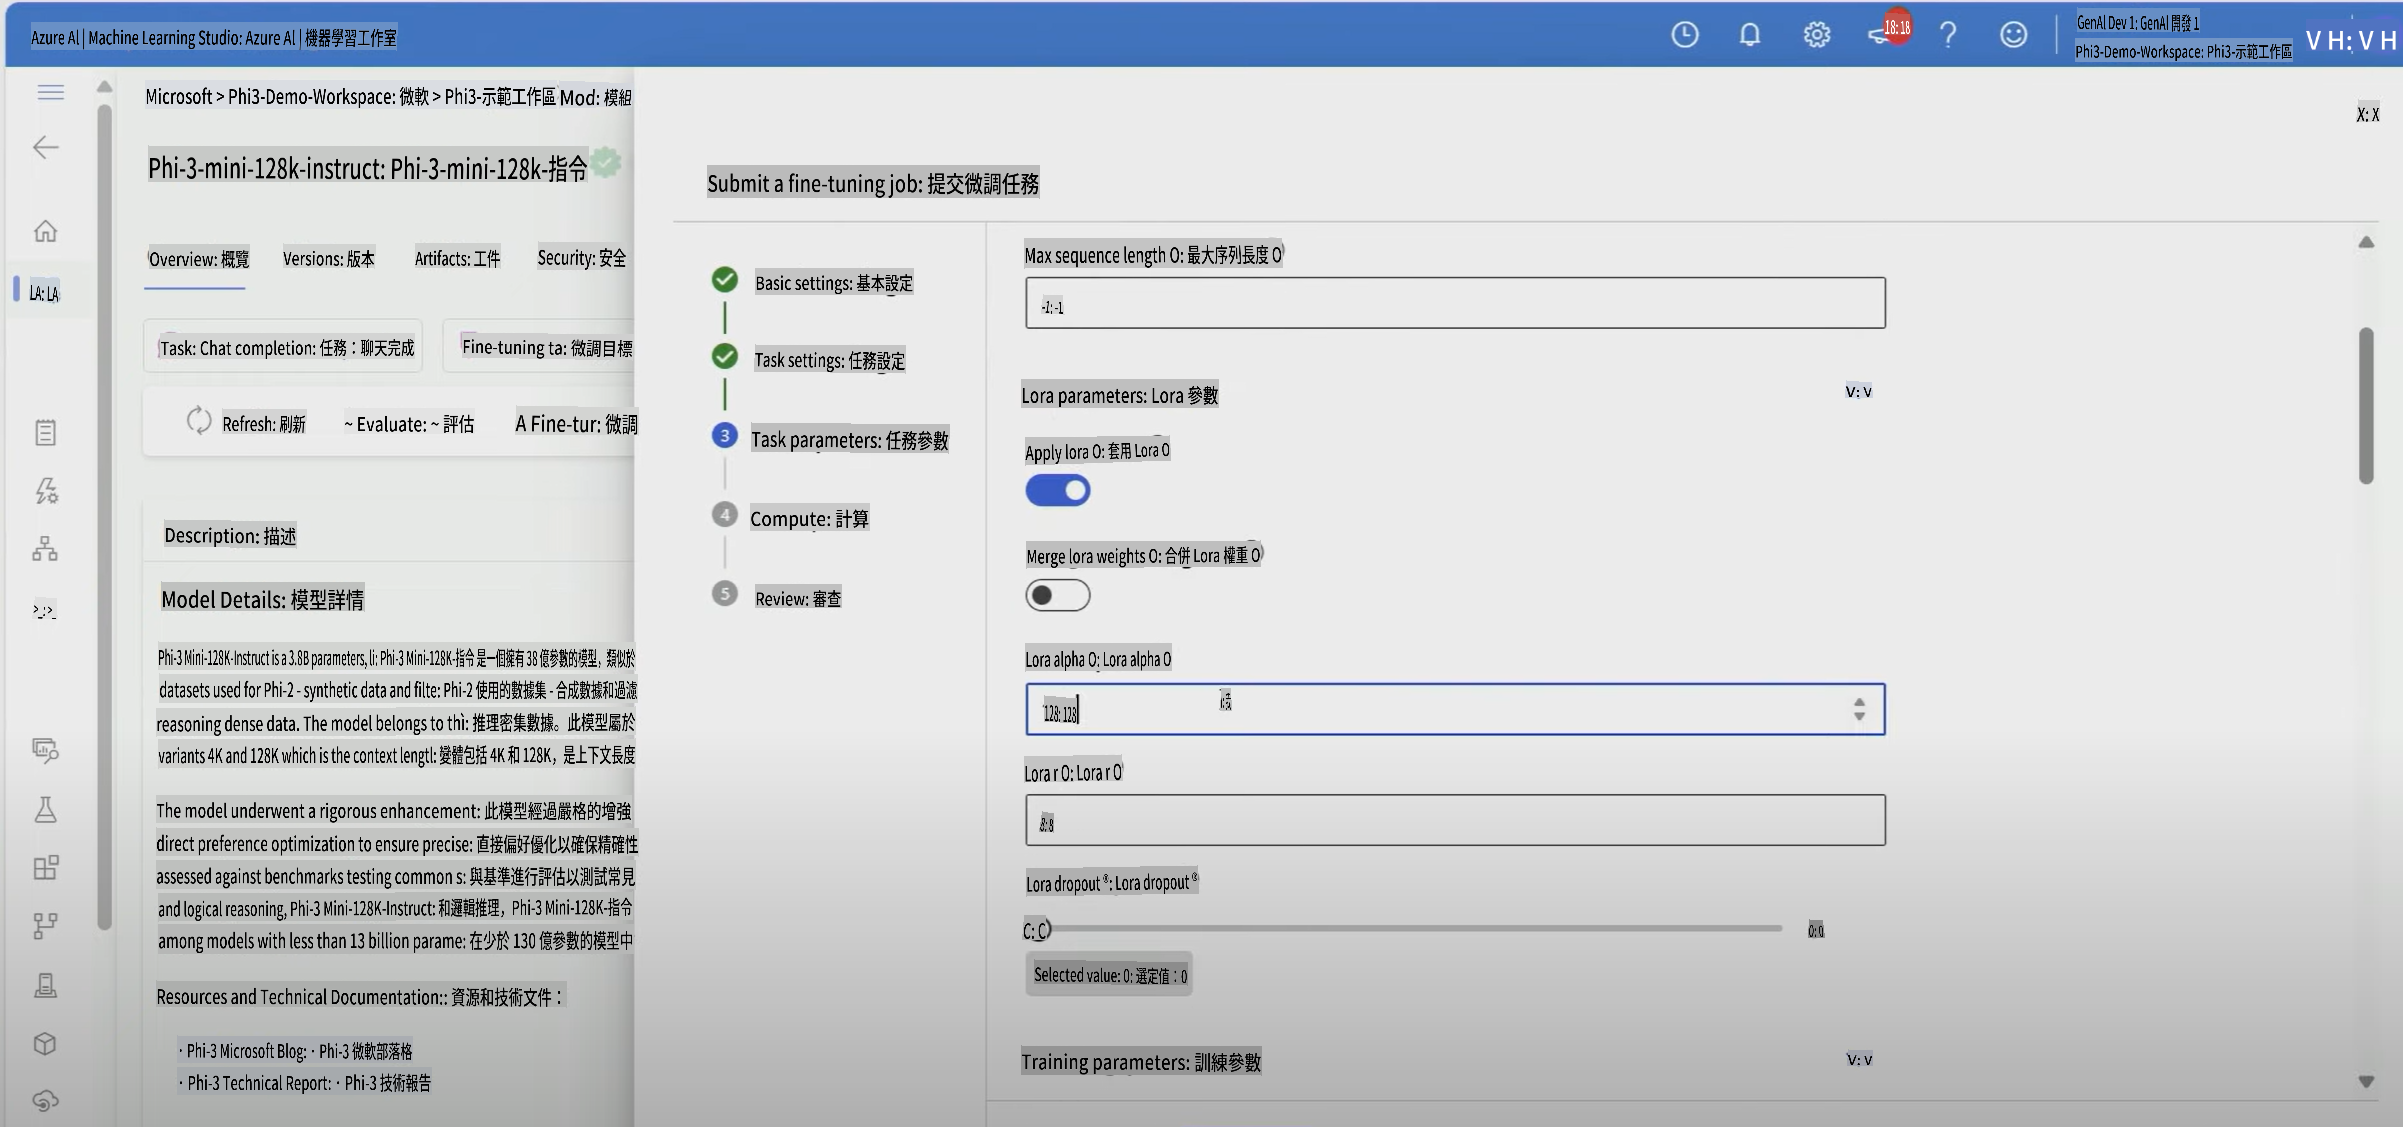 Azure Al | Machine Learning Studio: Azure Al | 機器學習工作室
18:18
GenAl Dev 1: GenAl 開發 1
Phi3-Demo-Workspace: Phi3-示範工作區
V H: V H
Microsoft > Phi3-Demo-Workspace: 微軟 > Phi3-示範工作區 Mod: 模組
X: X
Phi-3-mini-128k-instruct: Phi-3-mini-128k-指令
Submit a fine-tuning job: 提交微調任務
Overview: 概覽
Versions: 版本
Artifacts: 工件
Security: 安全
LA: LA
Task: Chat completion: 任務：聊天完成
Fine-tuning ta: 微調目標
Refresh: 刷新
~ Evaluate: ~ 評估
A Fine-tur: 微調
Description: 描述
Model Details: 模型詳情
Phi-3 Mini-128K-Instruct is a 3.8B parameters, li: Phi-3 Mini-128K-指令 是一個擁有 38 億參數的模型，類似於
datasets used for Phi-2 - synthetic data and filte: Phi-2 使用的數據集 - 合成數據和過濾
reasoning dense data. The model belongs to thi: 推理密集數據。此模型屬於
variants 4K and 128K which is the context lengtl: 變體包括 4K 和 128K，是上下文長度
The model underwent a rigorous enhancement: 此模型經過嚴格的增強
direct preference optimization to ensure precise: 直接偏好優化以確保精確性
assessed against benchmarks testing common s: 與基準進行評估以測試常見
and logical reasoning, Phi-3 Mini-128K-Instruct: 和邏輯推理，Phi-3 Mini-128K-指令
among models with less than 13 billion parame: 在少於 130 億參數的模型中
Resources and Technical Documentation:: 資源和技術文件：
· Phi-3 Microsoft Blog: · Phi-3 微軟部落格
· Phi-3 Technical Report: · Phi-3 技術報告
Basic settings: 基本設定
Task settings: 任務設定
3 Task parameters: 任務參數
4 Compute: 計算
5 Review: 審查
Max sequence length O: 最大序列長度 O
-1: -1
Lora parameters: Lora 參數
V: V
Apply lora O: 套用 Lora O
Merge lora weights O: 合併 Lora 權重 O
Lora alpha O: Lora alpha O
128: 128
Lora r O: Lora r O
8: 8
Lora dropout ®: Lora dropout ®
C: C
0: 0
Selected value: 0: 選定值：0
Training parameters: 訓練參數
V: V